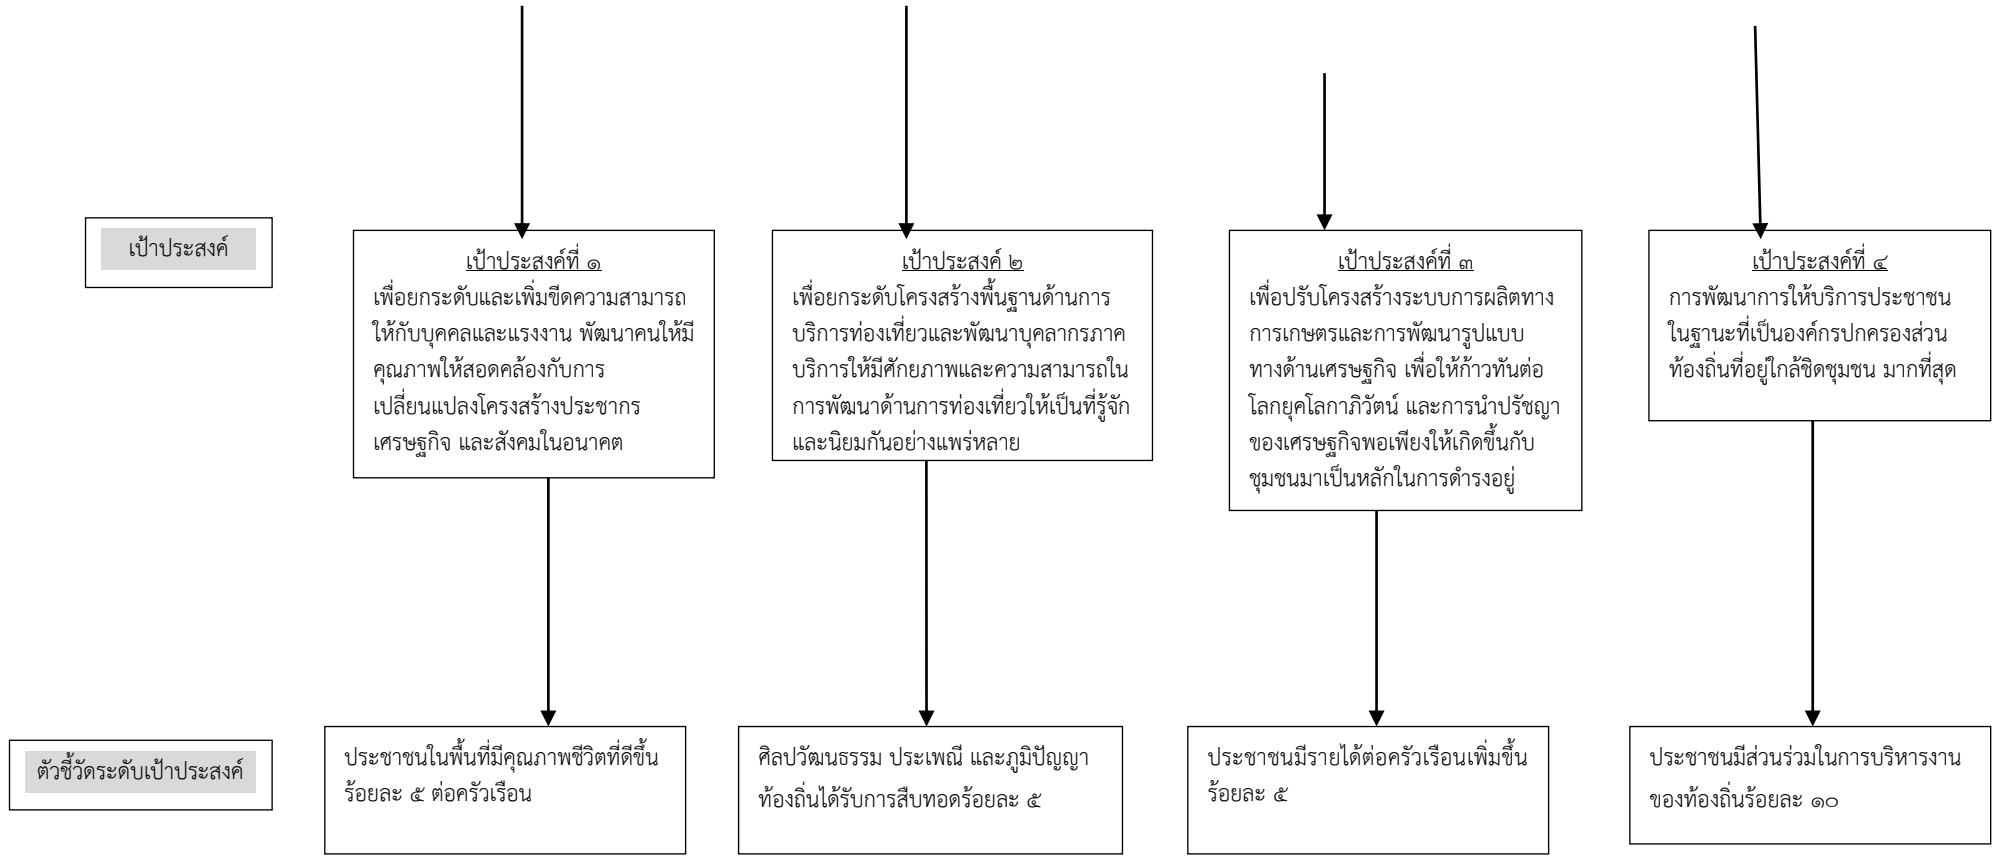 เป้าประสงค์
เป้าประสงค์ที่ ๑
เพื่อยกระดับและเพิ่มขีดความสามารถ
ให้กับบุคคลและแรงงาน พัฒนาคนให้มี
คุณภาพให้สอดคล้องกับการ
เปลี่ยนแปลงโครงสร้างประชากร
เศรษฐกิจ และสังคมในอนาคต
เป้าประสงค์ ๒
เพื่อยกระดับโครงสร้างพื้นฐานด้านการ
บริการท่องเที่ยวและพัฒนาบุคลากรภาค
บริการให้มีศักยภาพและความสามารถใน
การพัฒนาด้านการท่องเที่ยวให้เป็นที่รู้จัก
และนิยมกันอย่างแพร่หลาย
เป้าประสงค์ที่ ๓
เพื่อปรับโครงสร้างระบบการผลิตทาง
การเกษตรและการพัฒนารูปแบบ
ทางด้านเศรษฐกิจ เพื่อให้ก้าวทันต่อ
โลกยุคโลกาภิวัตน์ และการนำปรัชญา
ของเศรษฐกิจพอเพียงให้เกิดขึ้นกับ
ชุมชนมาเป็นหลักในการดำรงอยู่
เป้าประสงค์ที่ ๔
การพัฒนาการให้บริการประชาชน
ในฐานะที่เป็นองค์กรปกครองส่วน
ท้องถิ่นที่อยู่ใกล้ชิดชุมชน มากที่สุด
ตัวชี้วัดระดับเป้าประสงค์
ประชาชนในพื้นที่มีคุณภาพชีวิตที่ดีขึ้น
ร้อยละ ๕ ต่อครัวเรือน
ศิลปวัฒนธรรม ประเพณี และภูมิปัญญา
ท้องถิ่นได้รับการสืบทอดร้อยละ ๕
ประชาชนมีรายได้ต่อครัวเรือนเพิ่มขึ้น
ร้อยละ ๕
ประชาชนมีส่วนร่วมในการบริหารงาน
ของท้องถิ่นร้อยละ ๑๐